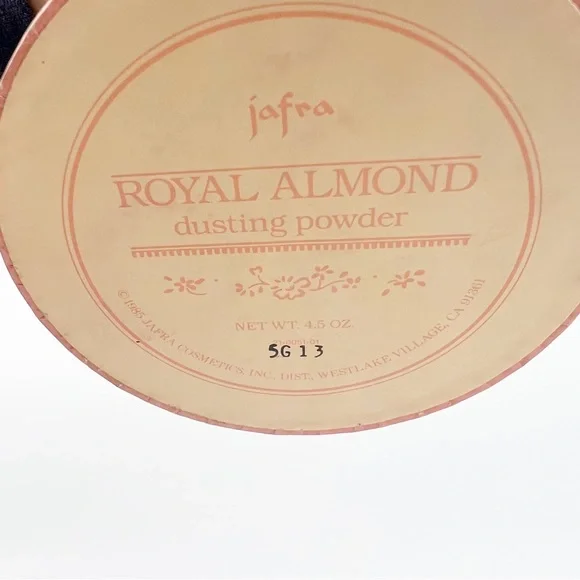 jafra
ROYAL ALMOND
dusting powder
NET WT. 4.5 OZ.
5G13
© 1985 JAFRA COSMETICS, INC. DIST., WESTLAKE VILLAGE, CA 91361